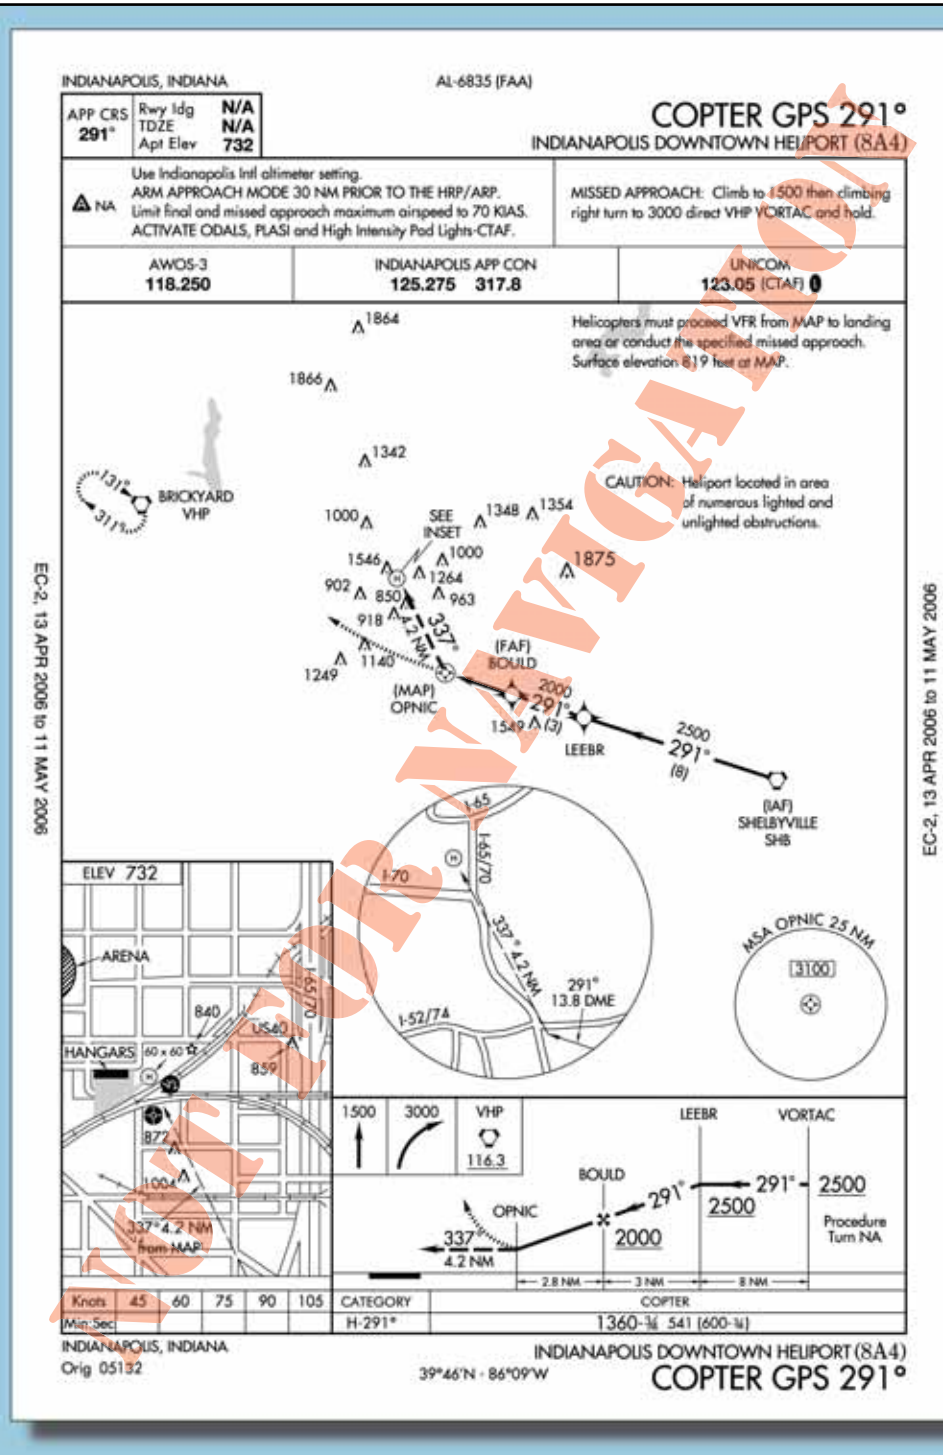 INDIANAPOLIS, INDIANA
AL-6835 (FAA)
APP CRS
291°
Rwy ldg N/A
TDZE N/A
Apt Elev 732
COPTER GPS 291°
INDIANAPOLIS DOWNTOWN HELIPORT (8A4)
A NA
Use Indianapolis Intl altimeter setting.
ARM APPROACH MODE 30 NM PRIOR TO THE HRP/ARP.
Limit final and missed approach maximum airspeed to 70 KIAS.
ACTIVATE ODALS, PLASI and High Intensity Pod Lights-CTAF.
MISSED APPROACH: Climb to 1500 then climbing
right turn to 3000 direct VHP VORTAC and hold.
AWOS-3
118.250
INDIANAPOLIS APP CON
125.275 317.8
UNICOM
123.05 (CTAF) L
Helicopters must proceed VFR from MAP to landing
area or conduct the specified missed approach.
Surface elevation 819 feet at MAP.
1864
1866
1342
131°
311°
BRICKYARD
VHP
CAUTION: Heliport located in area
of numerous lighted and
unlighted obstructions.
1000
SEE
INSET
1348
1354
1546
H
1000
1264
1875
902
850
963
918
337°
4.2 NM
1140
1249
(MAP)
OPNIC
(FAF)
BOULD
2000
291°
(3)
1549
LEEBR
2500
291°
(8)
(IAF)
SHELBYVILLE
SHB
EC-2, 13 APR 2006 to 11 MAY 2006
EC-2, 13 APR 2006 to 11 MAY 2006
NOT FOR NAVIGATION
I-65
I-65/70
H
I-70
337° 4.2 NM
291°
13.8 DME
I-52/74
MSA OPNIC 25 NM
3100
ELEV 732
ARENA
I-65/70
840
US40
HANGARS
60 x 60
H
859
872
1004
337° 4.2 NM
from MAP
1500
3000
VHP
116.3
LEEBR
VORTAC
BOULD
OPNIC
291°
291°
2500
2500
2000
337°
4.2 NM
Procedure
Turn NA
2.8 NM
3 NM
8 NM
Knots 45 60 75 90 105
Min:Sec
CATEGORY
COPTER
H-291°
1360-¾ 541 (600-¾)
INDIANAPOLIS, INDIANA
Orig 05132
39°46'N - 86°09'W
INDIANAPOLIS DOWNTOWN HELIPORT (8A4)
COPTER GPS 291°